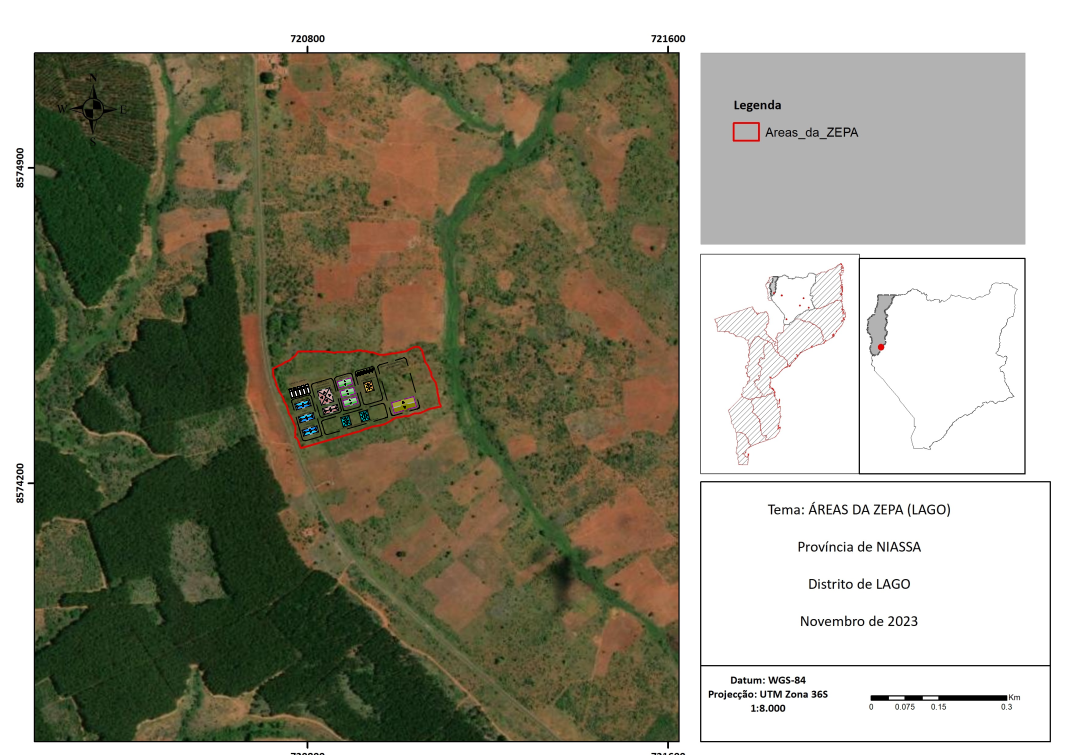 720800
721600
N
W
E
S
8574900
8574200
Legenda
Areas_da_ZEPA
Tema: ÁREAS DA ZEPA (LAGO)
Província de NIASSA
Distrito de LAGO
Novembro de 2023
Datum: WGS-84
Projecção: UTM Zona 36S
1:8.000
Km
0 0.075 0.15 0.3
720800
721600